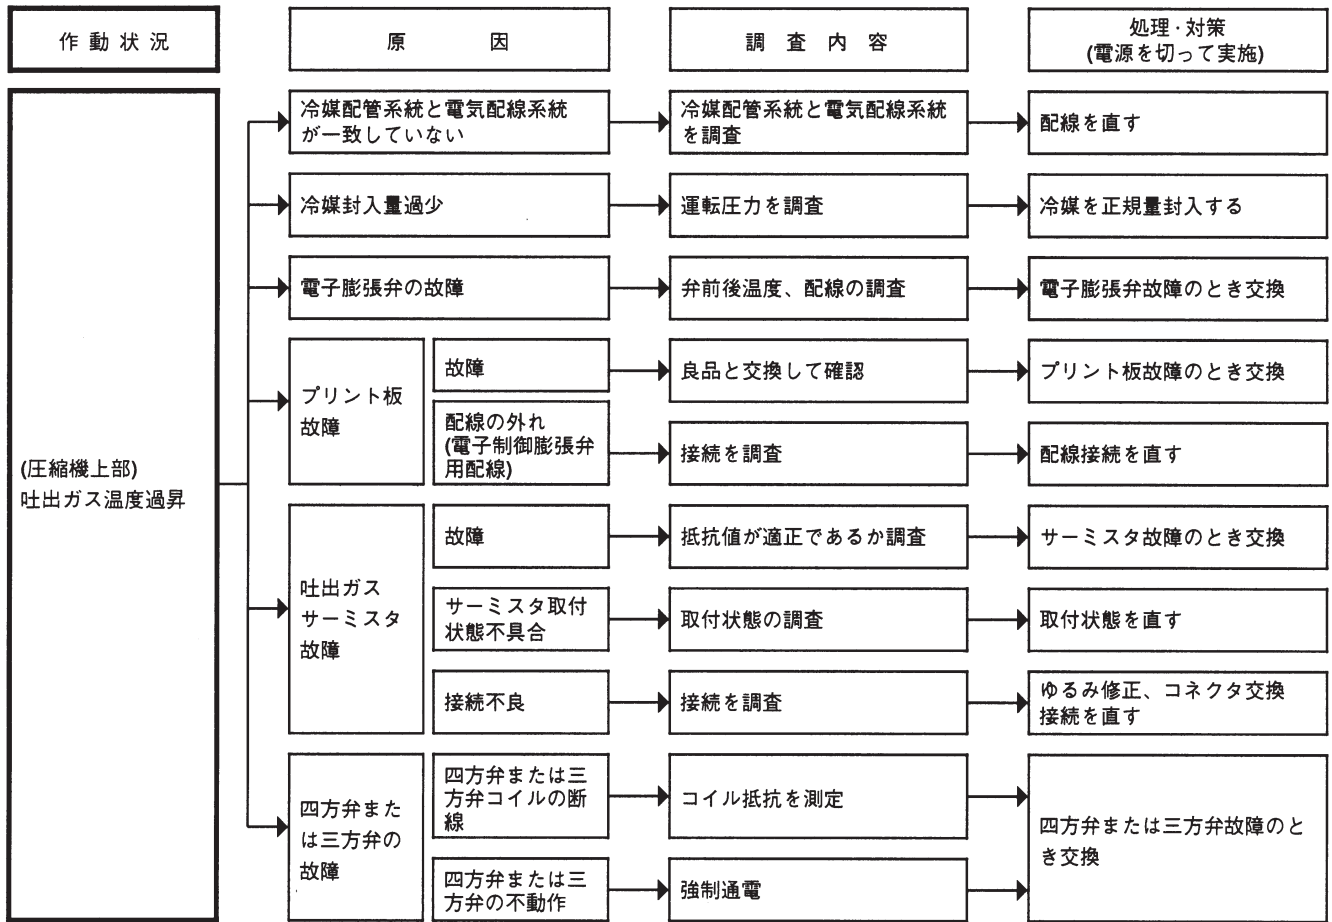 作動状況
原因
調査内容
処理・対策
(電源を切って実施)
(圧縮機上部)
吐出ガス温度過昇
冷媒配管系統と電気配線系統
が一致していない
冷媒配管系統と電気配線系統
を調査
配線を直す
冷媒封入量過少
運転圧力を調査
冷媒を正規量封入する
電子膨張弁の故障
弁前後温度、配線の調査
電子膨張弁故障のとき交換
プリント板
故障
故障
良品と交換して確認
プリント板故障のとき交換
配線の外れ
(電子制御膨張弁
用配線)
接続を調査
配線接続を直す
吐出ガス
サーミスタ
故障
故障
抵抗値が適正であるか調査
サーミスタ故障のとき交換
サーミスタ取付
状態不具合
取付状態の調査
取付状態を直す
接続不良
接続を調査
ゆるみ修正、コネクタ交換
接続を直す
四方弁また
は三方弁の
故障
四方弁または三
方弁コイルの断
線
コイル抵抗を測定
四方弁または三方弁故障のと
き交換
四方弁または三
方弁の不動作
強制通電